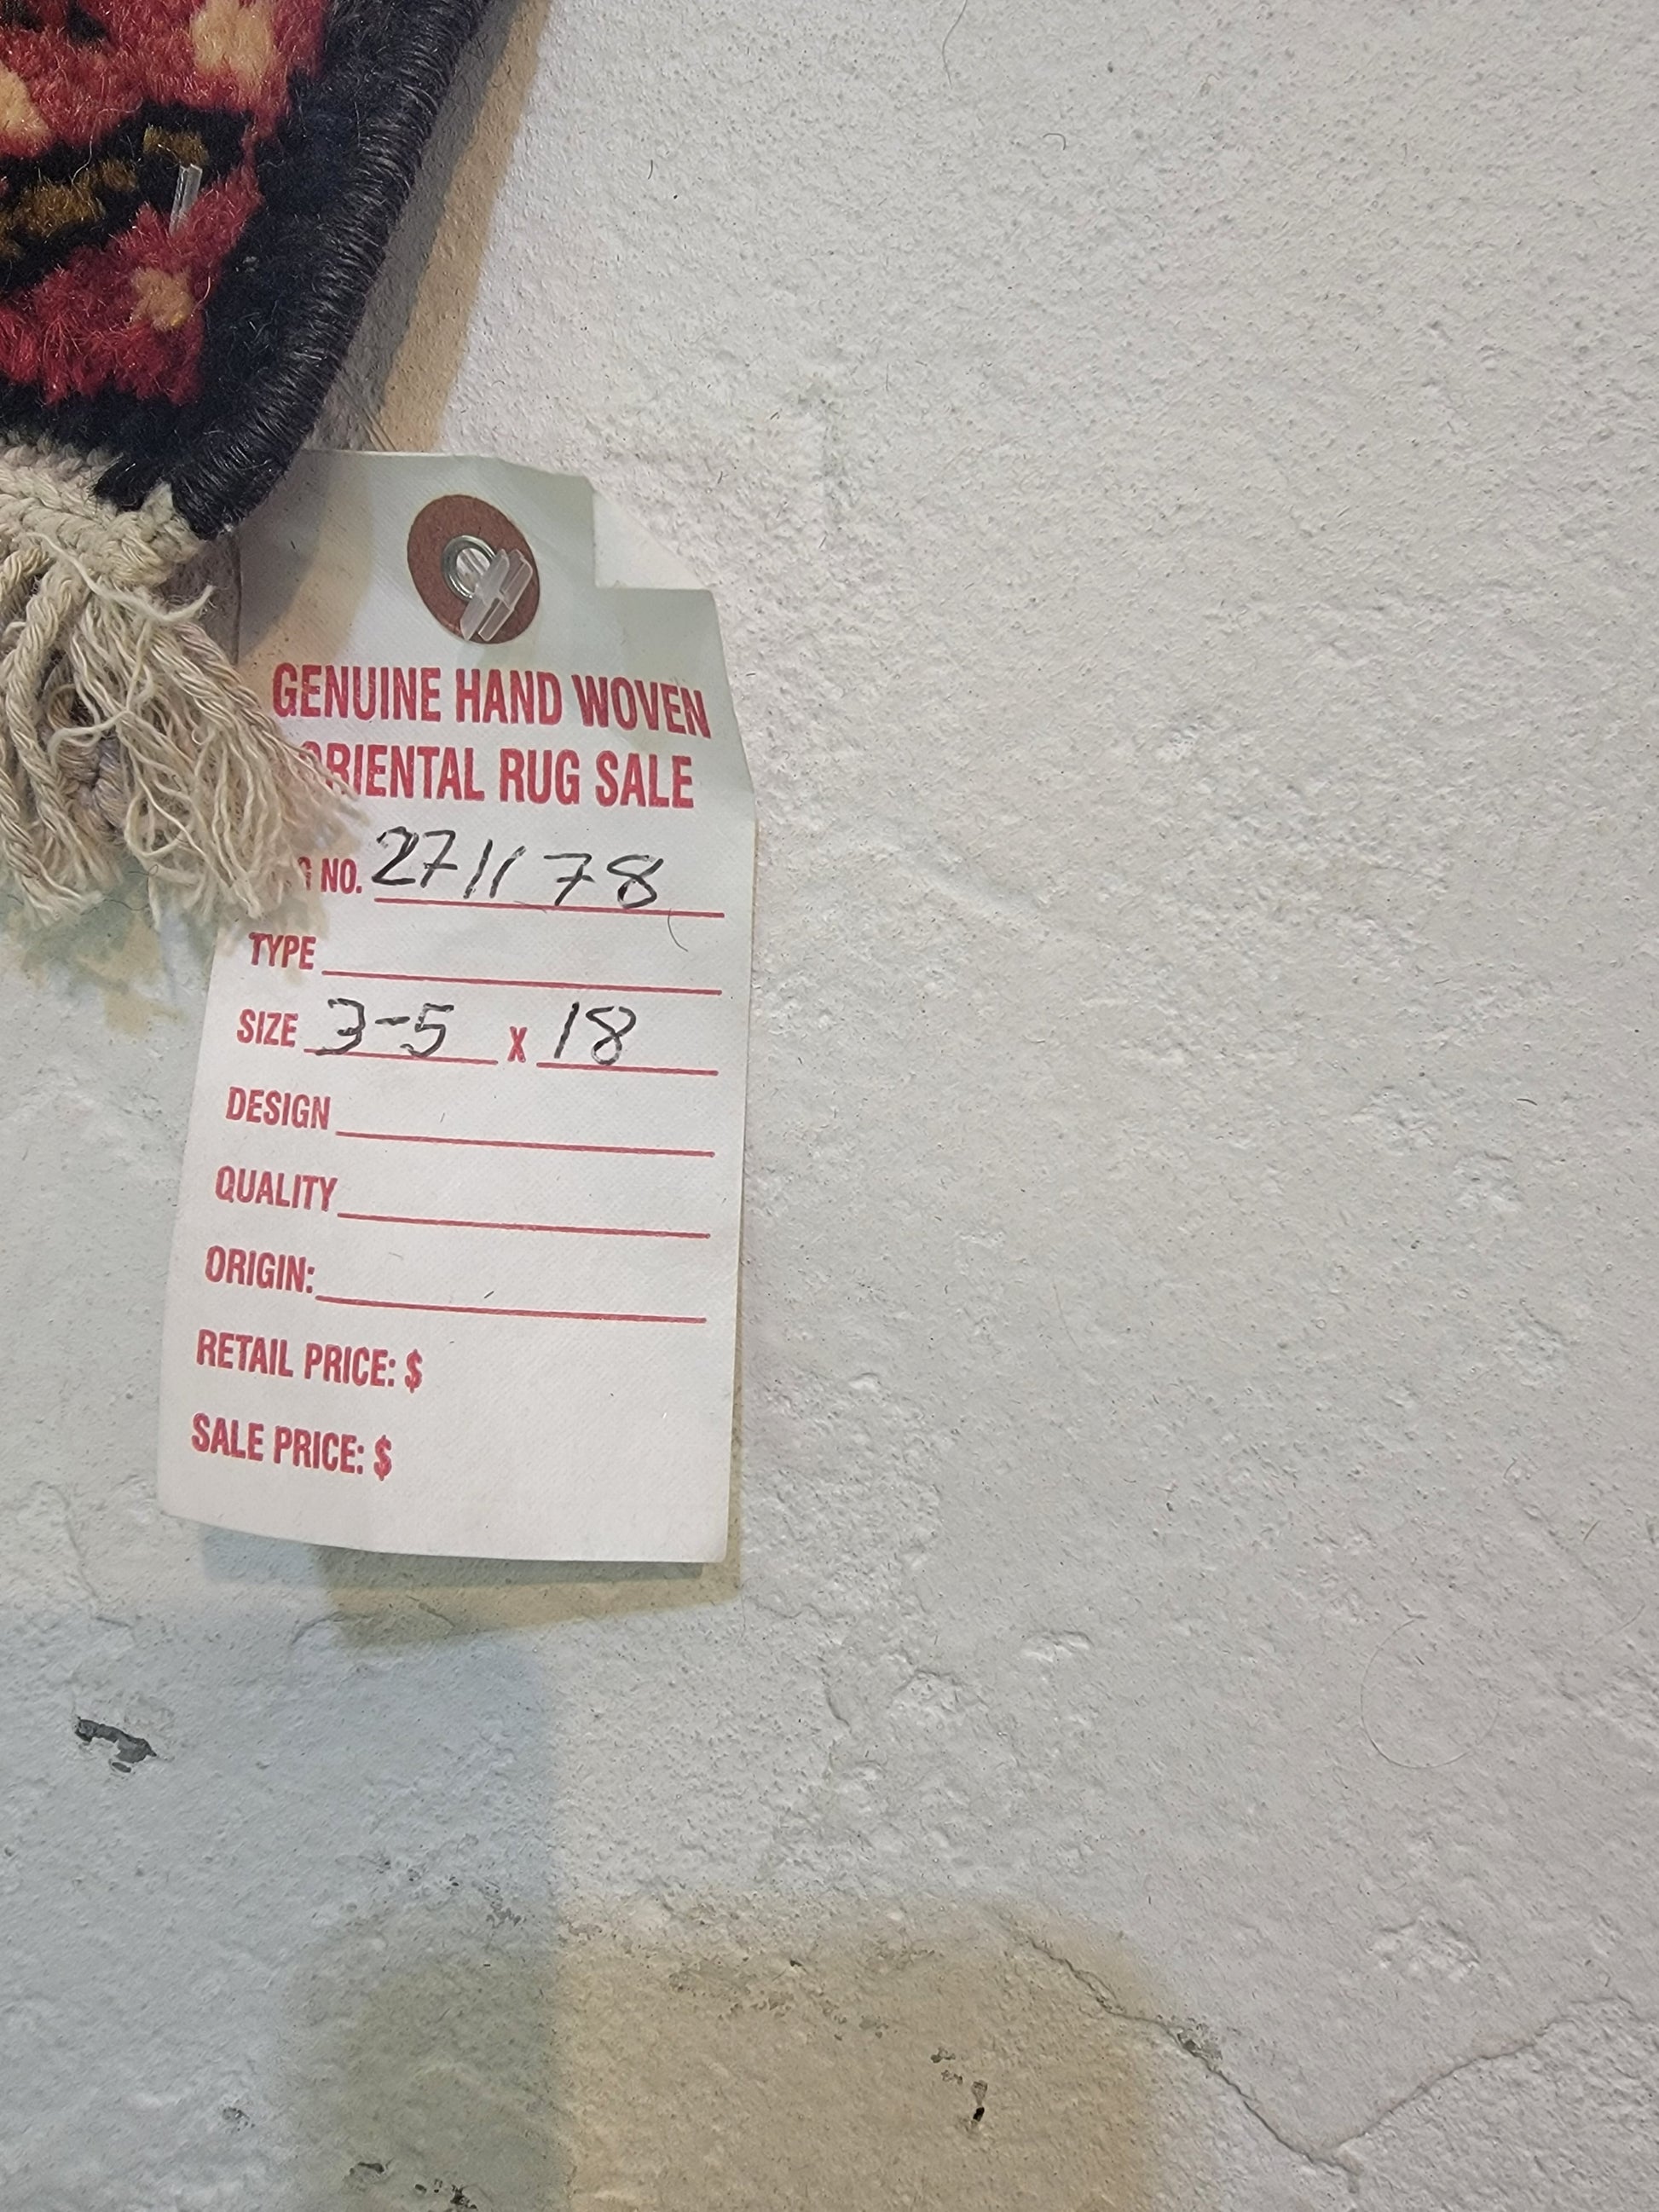 GENUINE HAND WOVEN
ORIENTAL RUG SALE
NO. 271178
TYPE
SIZE 3-5 X 18
DESIGN
QUALITY
ORIGIN:
RETAIL PRICE: $
SALE PRICE: $